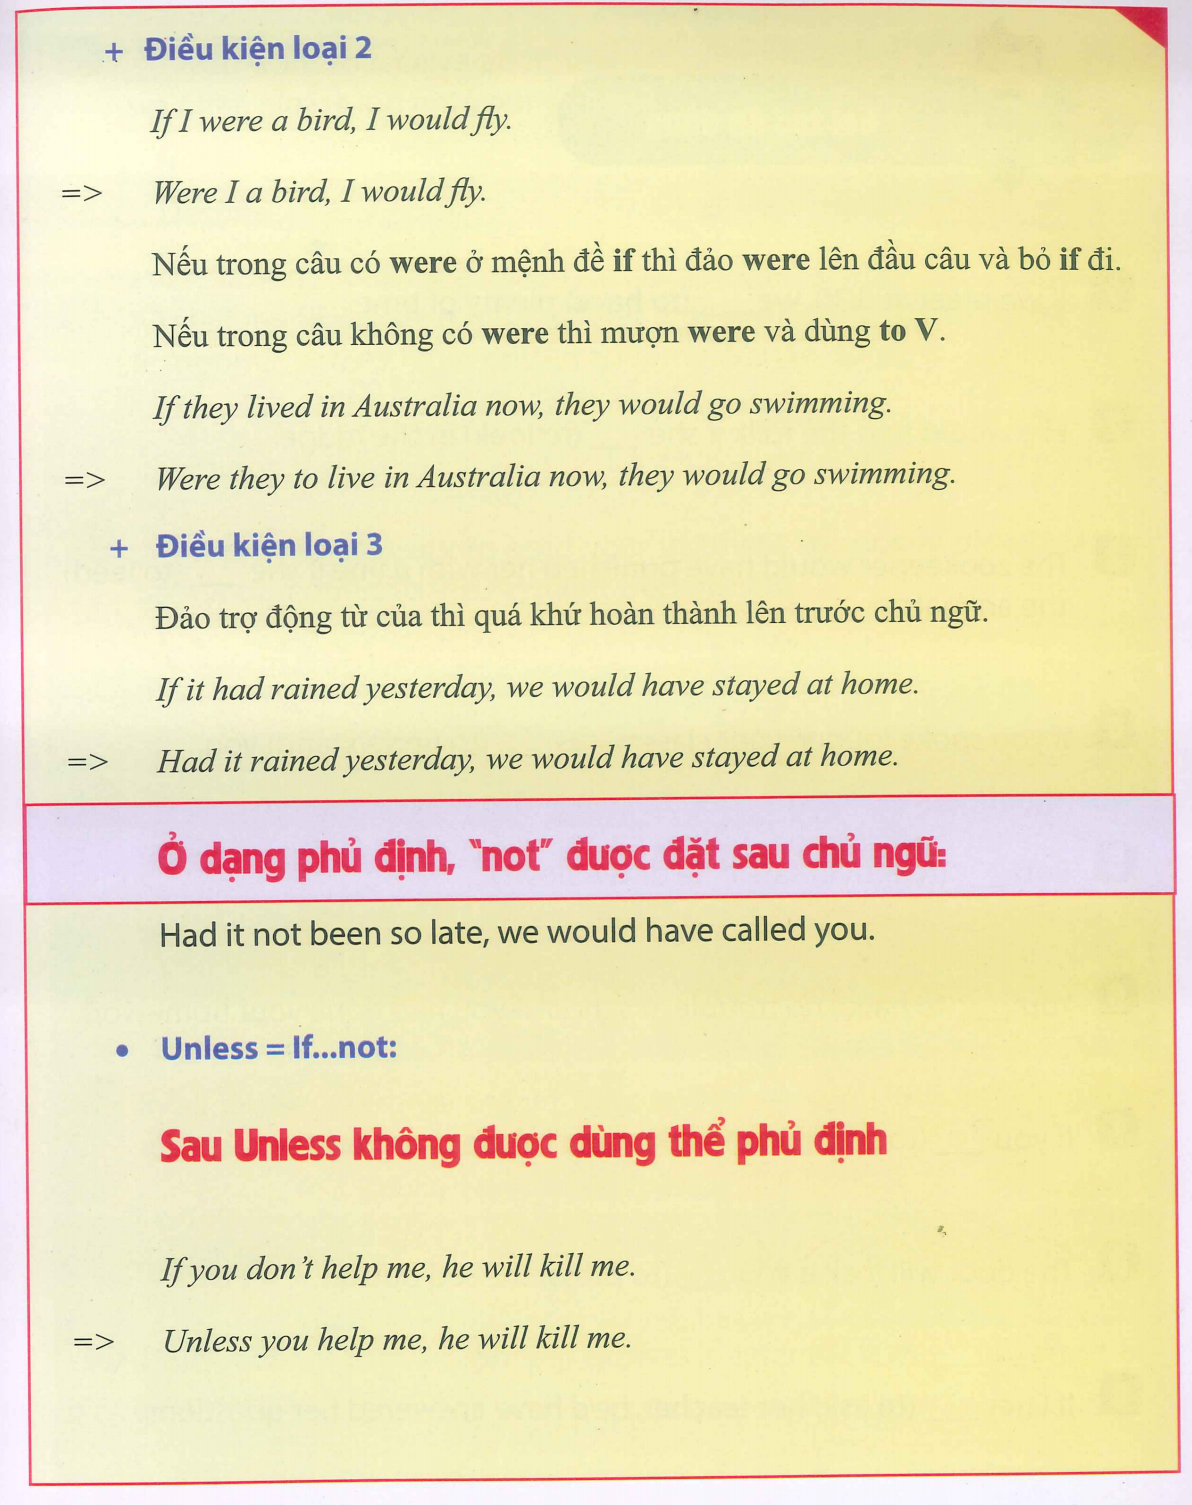 + Điều kiện loại 2
If I were a bird, I would fly.
=> Were I a bird, I would fly.
Nếu trong câu có were ở mệnh đề if thì đảo were lên đầu câu và bỏ if đi.
Nếu trong câu không có were thì mượn were và dùng to V.
If they lived in Australia now, they would go swimming.
=> Were they to live in Australia now, they would go swimming.
+ Điều kiện loại 3
Đảo trợ động từ của thì quá khứ hoàn thành lên trước chủ ngữ.
If it had rained yesterday, we would have stayed at home.
=> Had it rained yesterday, we would have stayed at home.
Ở dạng phủ định, "not" được đặt sau chủ ngữ:
Had it not been so late, we would have called you.
• Unless = If...not:
Sau Unless không được dùng thể phủ định
If you don't help me, he will kill me.
=> Unless you help me, he will kill me.